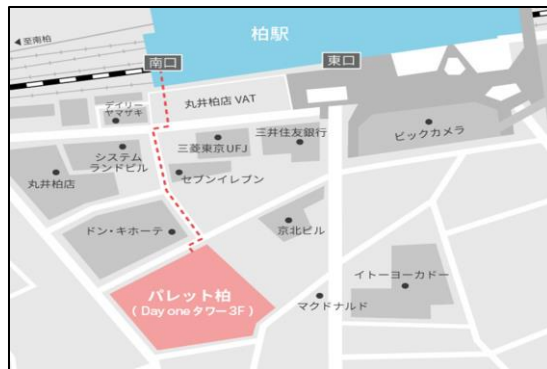 柏駅
◀至南柏
南口
東口
デイリー
ヤマザキ
丸井柏店 VAT
三井住友銀行
ビックカメラ
システム
ランドビル
三菱東京UFJ
丸井柏店
セブンイレブン
ドン・キホーテ
京北ビル
イトーヨーカドー
パレット柏
( Day one タワー 3F )
マクドナルド